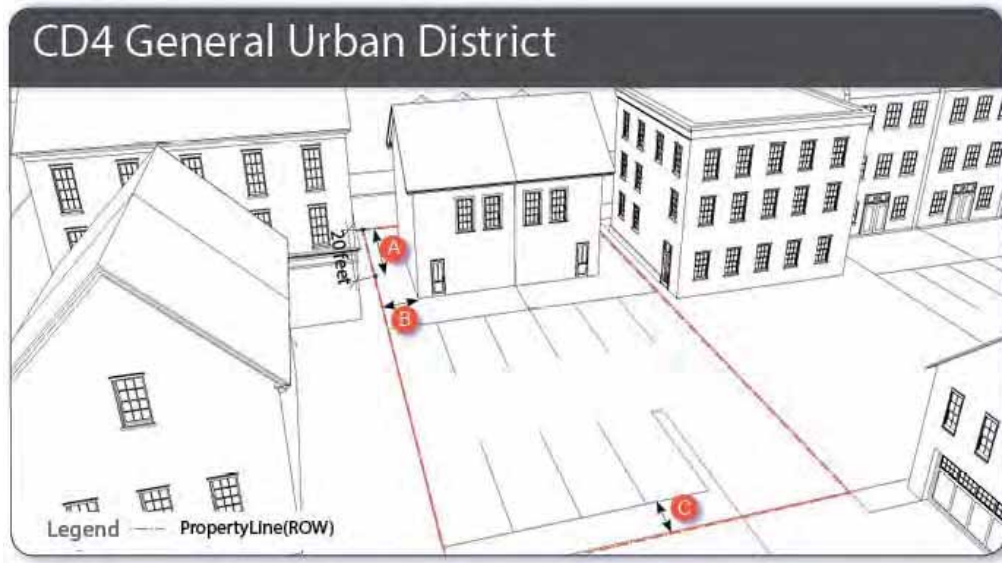 CD4 General Urban District
20 feet
A
B
C
Legend PropertyLine(ROW)